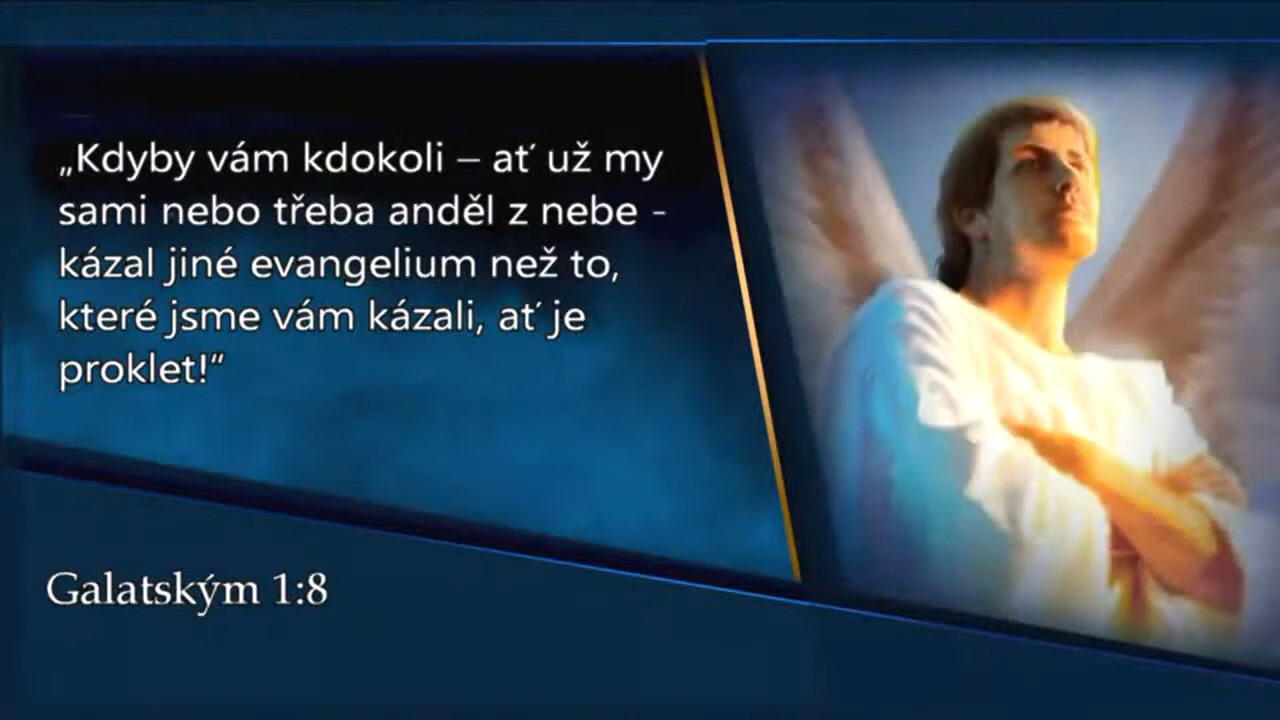 „Kdyby vám kdokoli – ať už my
sami nebo třeba anděl z nebe -
kázal jiné evangelium než to,
které jsme vám kázali, ať je
proklet!“
Galatským 1:8